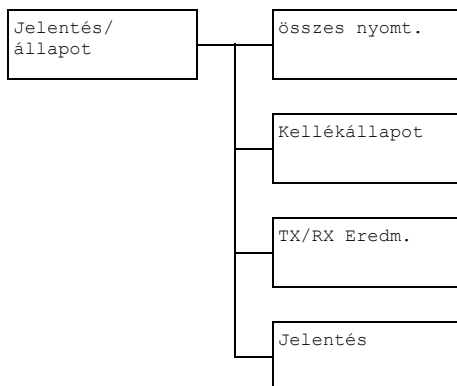 Jelentés/
állapot
összes nyomt.
Kellékállapot
TX/RX Eredm.
Jelentés